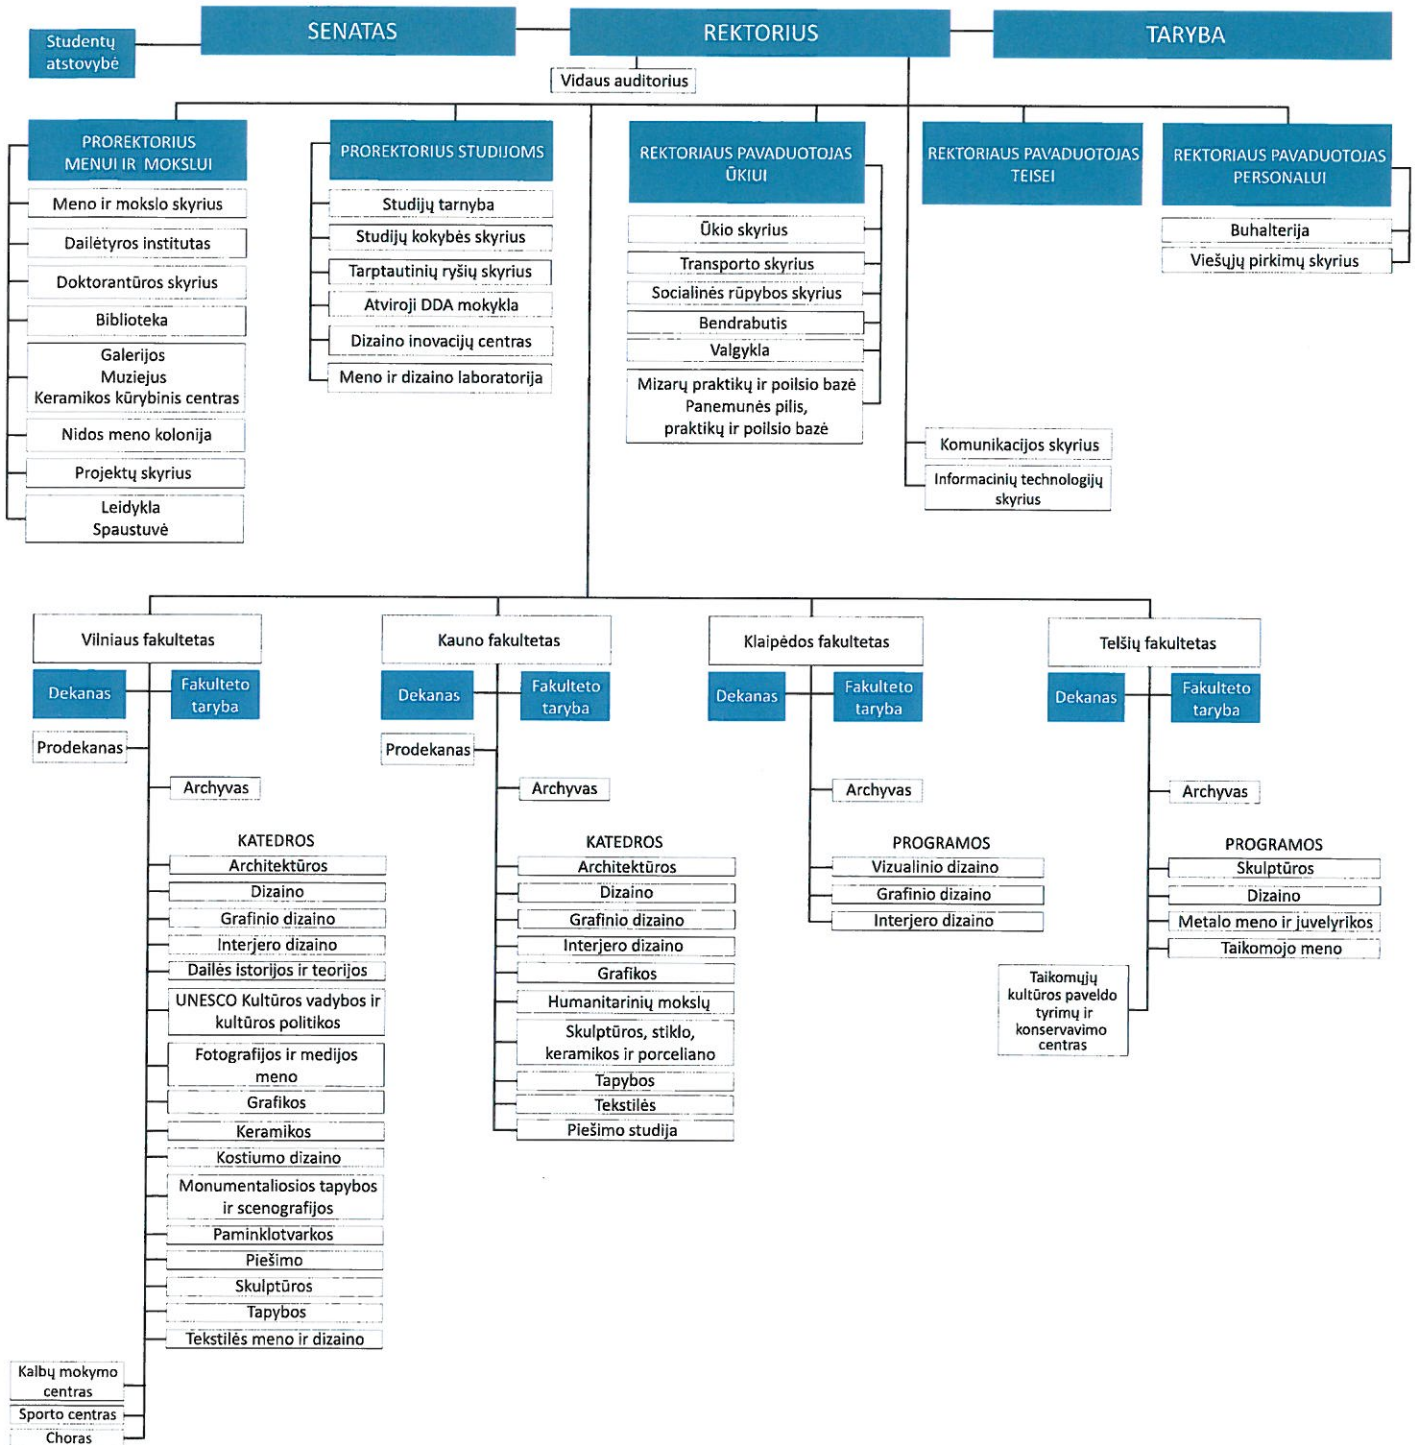 Studentų
atstovybė
SENATAS
REKTORIUS
TARYBA
Vidaus auditorius
PROREKTORIUS
MENUI IR MOKSLUI
Meno ir mokslo skyrius
Dailėtyros institutas
Doktorantūros skyrius
Biblioteka
Galerijos
Muziejus
Keramikos kūrybinis centras
Nidos meno kolonija
Projektų skyrius
Leidykla
Spaustuvė
PROREKTORIUS STUDIJOMS
Studijų tarnyba
Studijų kokybės skyrius
Tarptautinių ryšių skyrius
Atviroji DDA mokykla
Dizaino inovacijų centras
Meno ir dizaino laboratorija
REKTORIAUS PAVADUOTOJAS
ŪKIUI
Ūkio skyrius
Transporto skyrius
Socialinės rūpybos skyrius
Bendrabutis
Valgykla
Mizarų praktikų ir poilsio bazė
Panemunės pilis,
praktikų ir poilsio bazė
REKTORIAUS PAVADUOTOJAS
TEISEI
REKTORIAUS PAVADUOTOJAS
PERSONALUI
Buhalterija
Viešųjų pirkimų skyrius
Komunikacijos skyrius
Informacinių technologijų
skyrius
Vilniaus fakultetas
Dekanas
Fakulteto
taryba
Prodekanas
Archyvas
KATEDROS
Architektūros
Dizaino
Grafinio dizaino
Interjero dizaino
Dailės istorijos ir teorijos
UNESCO Kultūros vadybos ir
kultūros politikos
Fotografijos ir medijos
meno
Grafikos
Keramikos
Kostiumo dizaino
Monumentaliosios tapybos
ir scenografijos
Paminklotvarkos
Piešimo
Skulptūros
Tapybos
Tekstilės meno ir dizaino
Kalbų mokymo
centras
Sporto centras
Choras
Kauno fakultetas
Dekanas
Fakulteto
taryba
Prodekanas
Archyvas
KATEDROS
Architektūros
Dizaino
Grafinio dizaino
Interjero dizaino
Grafikos
Humanitarinių mokslų
Skulptūros, stiklo,
keramikos ir porceliano
Tapybos
Tekstilės
Piešimo studija
Klaipėdos fakultetas
Dekanas
Fakulteto
taryba
Archyvas
PROGRAMOS
Vizualinio dizaino
Grafinio dizaino
Interjero dizaino
Telšių fakultetas
Dekanas
Fakulteto
taryba
Archyvas
PROGRAMOS
Skulptūros
Dizaino
Metalo meno ir juvelyrikos
Taikomojo meno
Taikomųjų
kultūros paveldo
tyrimų ir
konservavimo
centras